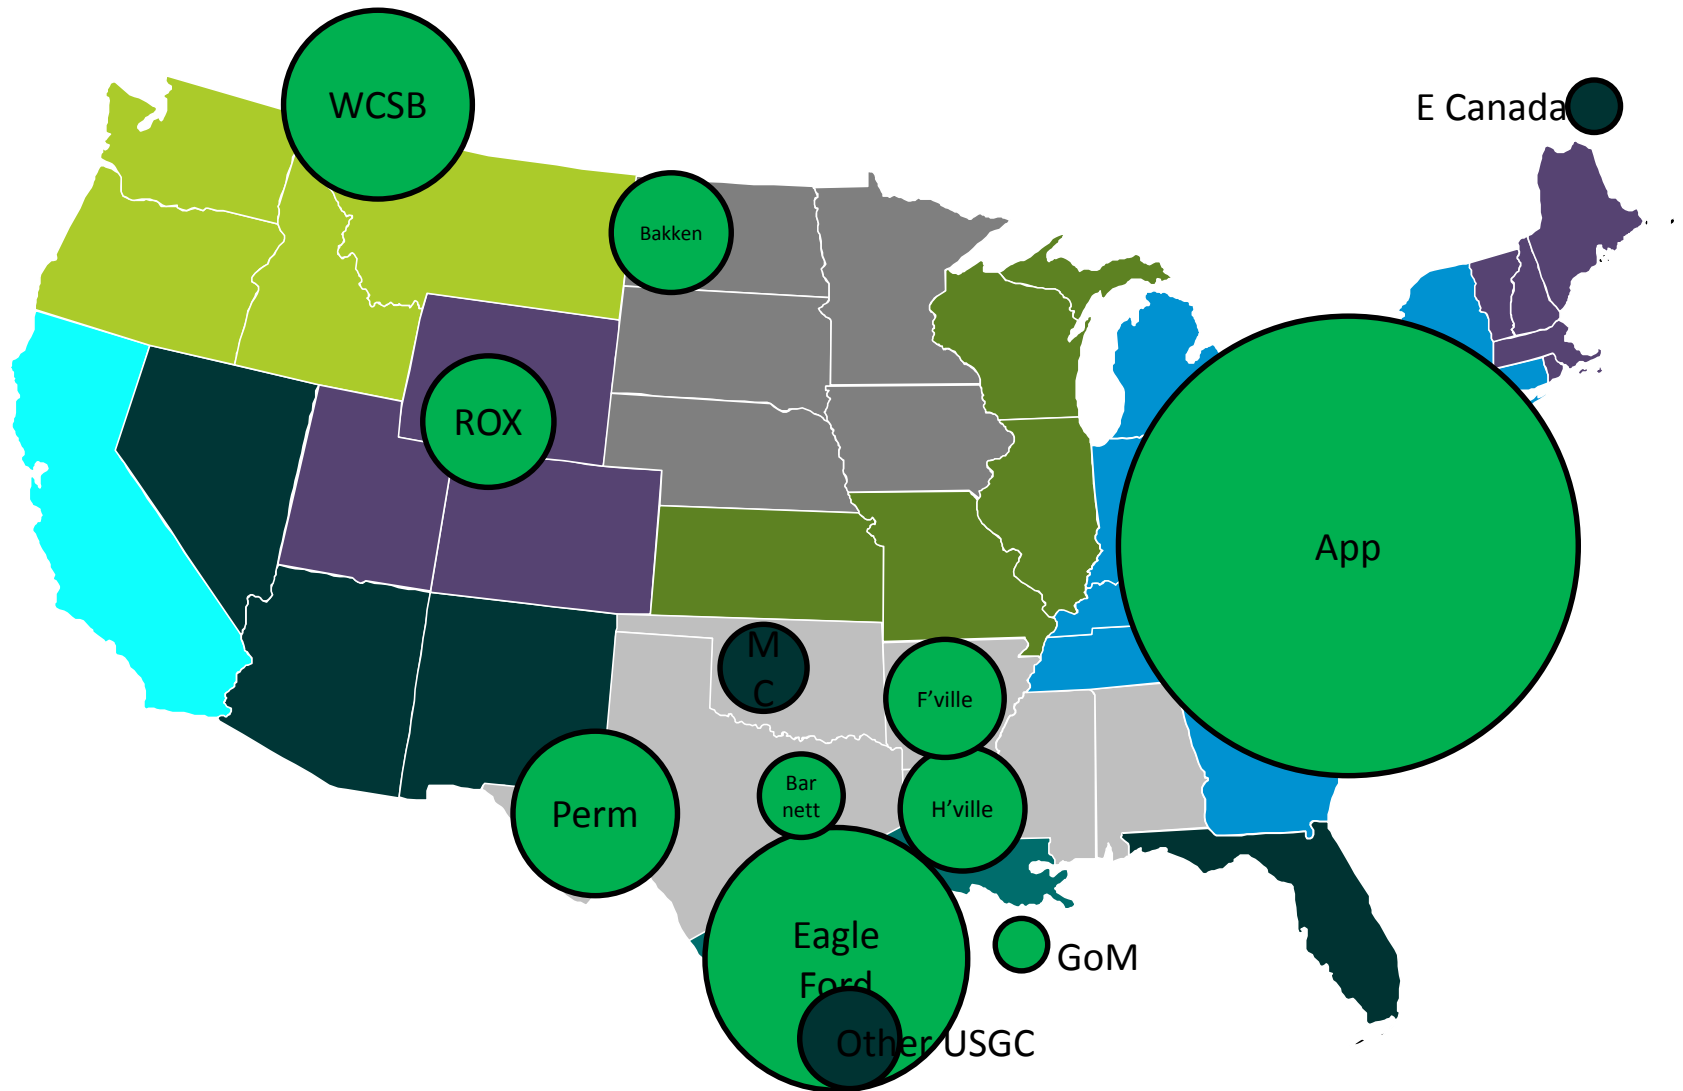 WCSB
E Canada
Bakken
ROX
App
M
C
F’ville
Bar
nett
H’ville
Perm
Eagle
Ford
GoM
Other USGC